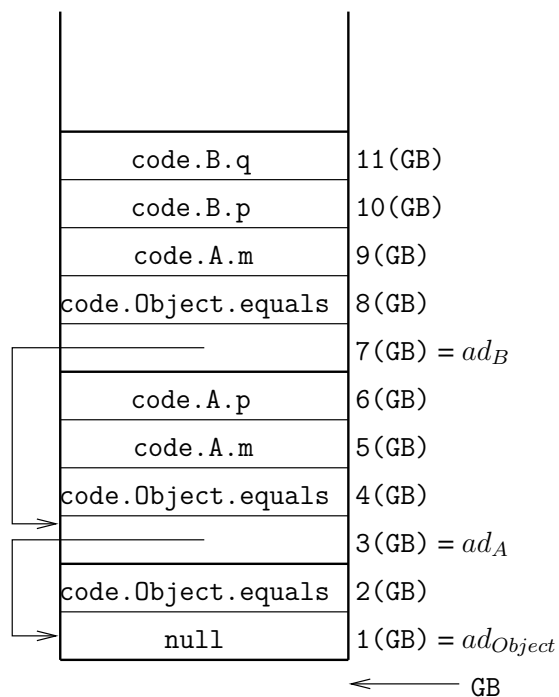 code.B.q 11(GB)
code.B.p 10(GB)
code.A.m 9(GB)
code.Object.equals 8(GB)
7(GB) = ad_B
code.A.p 6(GB)
code.A.m 5(GB)
code.Object.equals 4(GB)
3(GB) = ad_A
code.Object.equals 2(GB)
null 1(GB) = ad_Object
GB